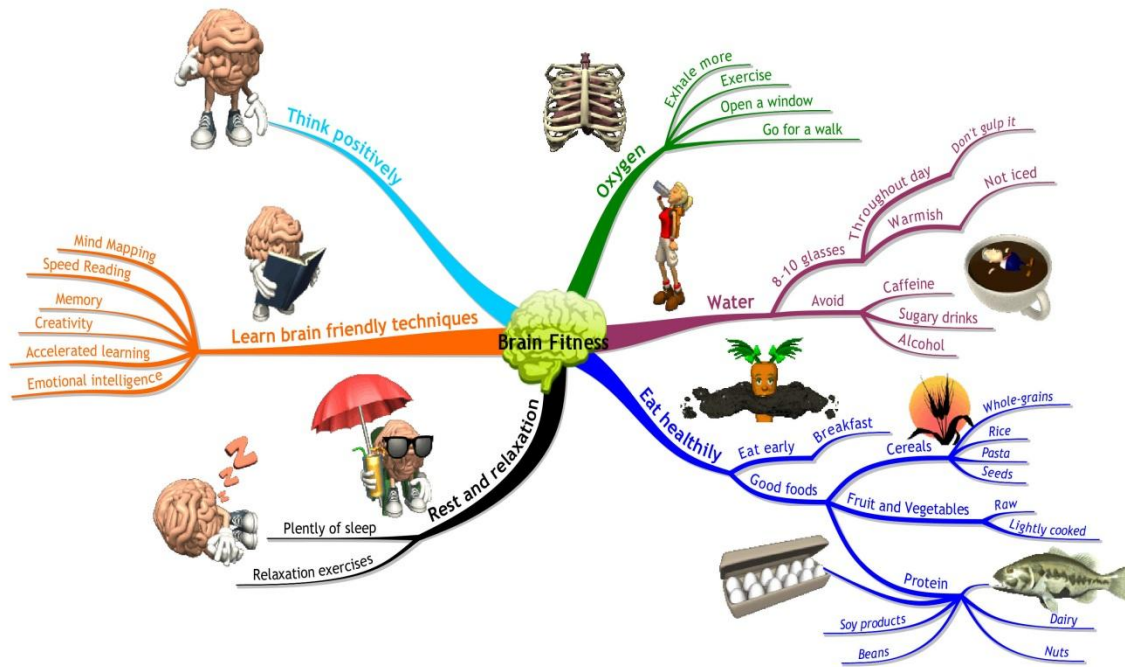 Brain Fitness
Think positively
Oxygen
Exhale more
Exercise
Open a window
Go for a walk
Water
8-10 glasses
Throughout day
Don't gulp it
Warmish
Not iced
Avoid
Caffeine
Sugary drinks
Alcohol
Eat healthily
Eat early
Breakfast
Good foods
Cereals
Whole-grains
Rice
Pasta
Seeds
Fruit and Vegetables
Raw
Lightly cooked
Protein
Soy products
Beans
Dairy
Nuts
Rest and relaxation
Plently of sleep
Relaxation exercises
Z Z Z
Learn brain friendly techniques
Mind Mapping
Speed Reading
Memory
Creativity
Accelerated learning
Emotional intelligence